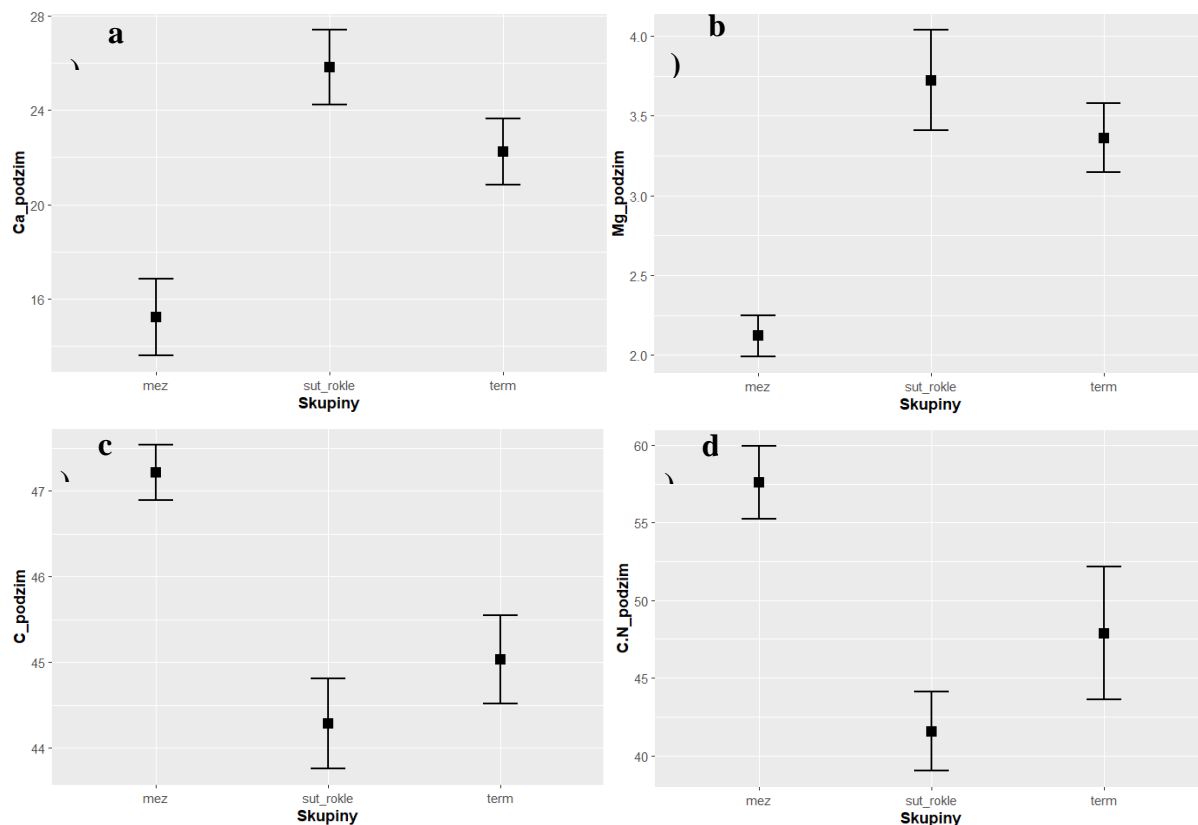 a
)
28
24
20
16
Ca_podzim
mez sut_rokle term
Skupiny
b
)
4.0
3.5
3.0
2.5
2.0
Mg_podzim
mez sut_rokle term
Skupiny
c
)
47
46
45
44
C_podzim
mez sut_rokle term
Skupiny
d
)
60
55
50
45
40
C.N_podzim
mez sut_rokle term
Skupiny